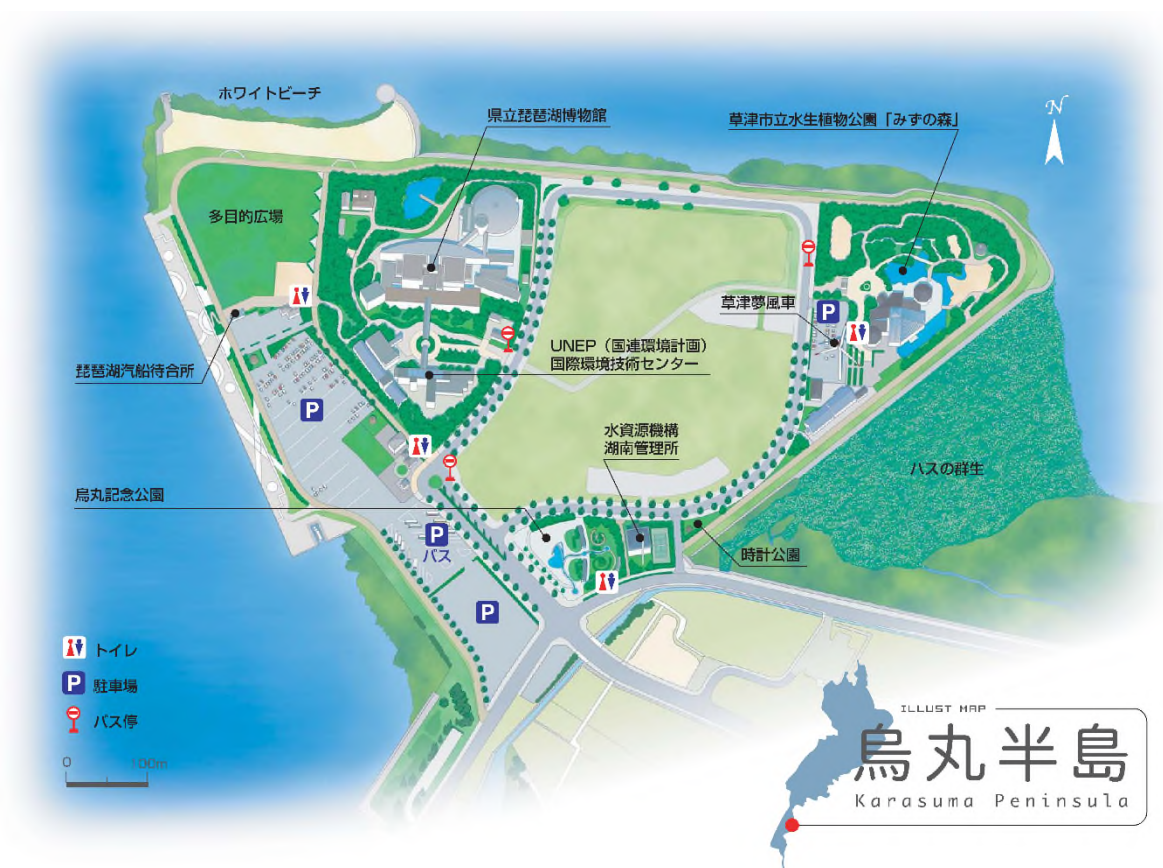 ホワイトビーチ
県立琵琶湖博物館
草津市立水生植物公園「みずの森」
N
多目的広場
草津夢風車
P
UNEP（国連環境計画）
国際環境技術センター
琵琶湖汽船待合所
P
水資源機構
湖南管理所
ハスの群生
烏丸記念公園
P
バス
時計公園
P
トイレ
P 駐車場
バス停
0 100m
ILLUST MAP
烏丸半島
Karasuma Peninsula